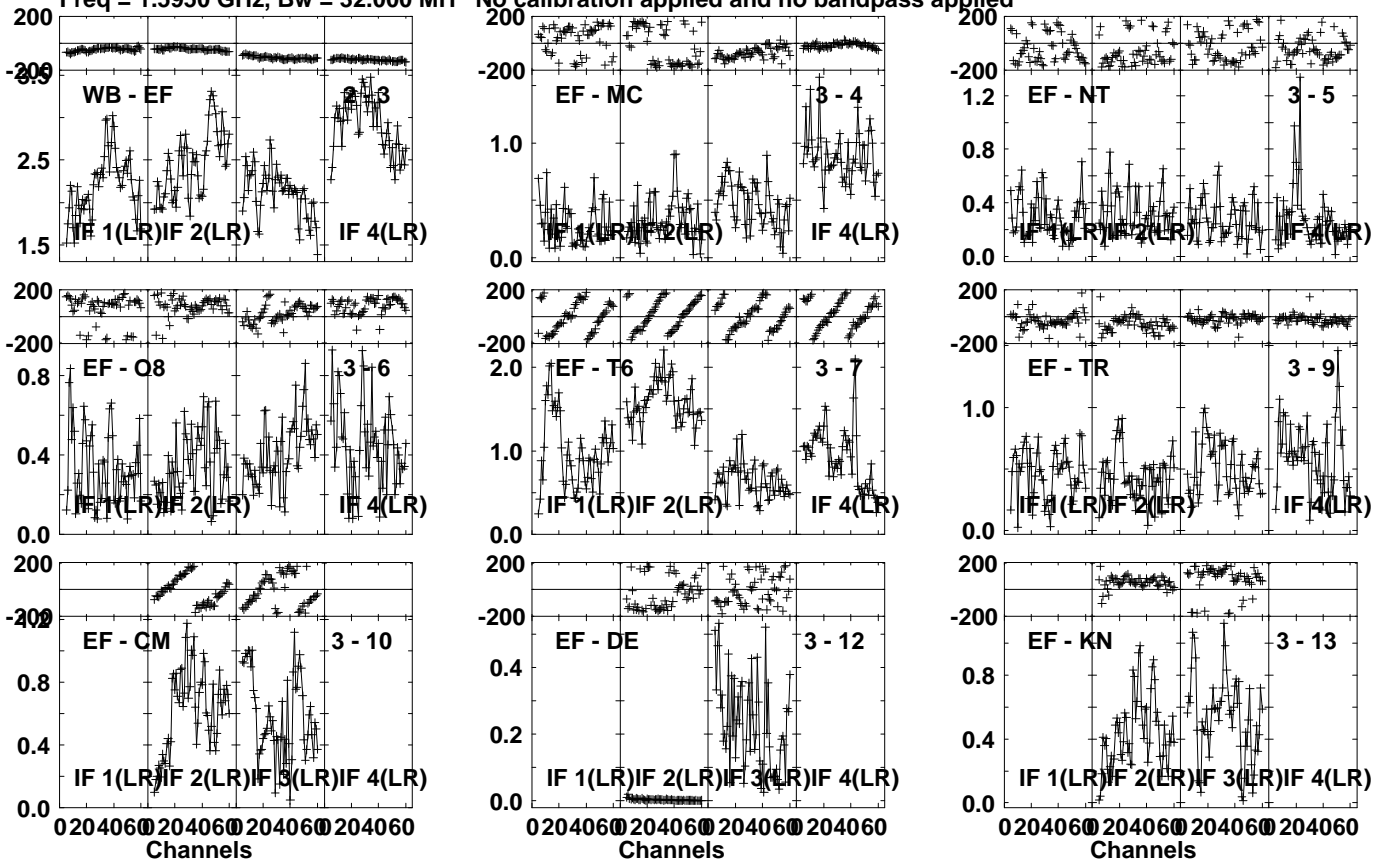 Freq = 1.5950 GHz, Bw = 32.000 MH No calibration applied and no bandpass applied
200
-200
3.5
2.5
1.5
WB - EF 2 - 3
IF 1(LR) IF 2(LR) IF 4(LR)
1.0
0.0
EF - MC 3 - 4
IF 1(LR) IF 2(LR) IF 4(LR)
200
-200
1.2
0.8
0.4
0.0
EF - NT 3 - 5
IF 1(LR) IF 2(LR) IF 4(LR)
200
-200
0.8
0.4
0.0
EF - O8 3 - 6
IF 1(LR) IF 2(LR) IF 4(LR)
200
-200
2.0
1.0
0.0
EF - T6 3 - 7
IF 1(LR) IF 2(LR) IF 4(LR)
200
-200
1.0
0.0
EF - TR 3 - 9
IF 1(LR) IF 2(LR) IF 4(LR)
200
-200
1.2
0.8
0.4
0.0
EF - CM 3 - 10
IF 1(LR) IF 2(LR) IF 3(LR) IF 4(LR)
0 20 40 60 0 20 40 60 0 20 40 60 0 20 40 60
Channels
200
-200
0.4
0.2
0.0
EF - DE 3 - 12
IF 1(LR) IF 2(LR) IF 3(LR) IF 4(LR)
0 20 40 60 0 20 40 60 0 20 40 60 0 20 40 60
Channels
200
-200
0.8
0.4
0.0
EF - KN 3 - 13
IF 1(LR) IF 2(LR) IF 3(LR) IF 4(LR)
0 20 40 60 0 20 40 60 0 20 40 60 0 20 40 60
Channels